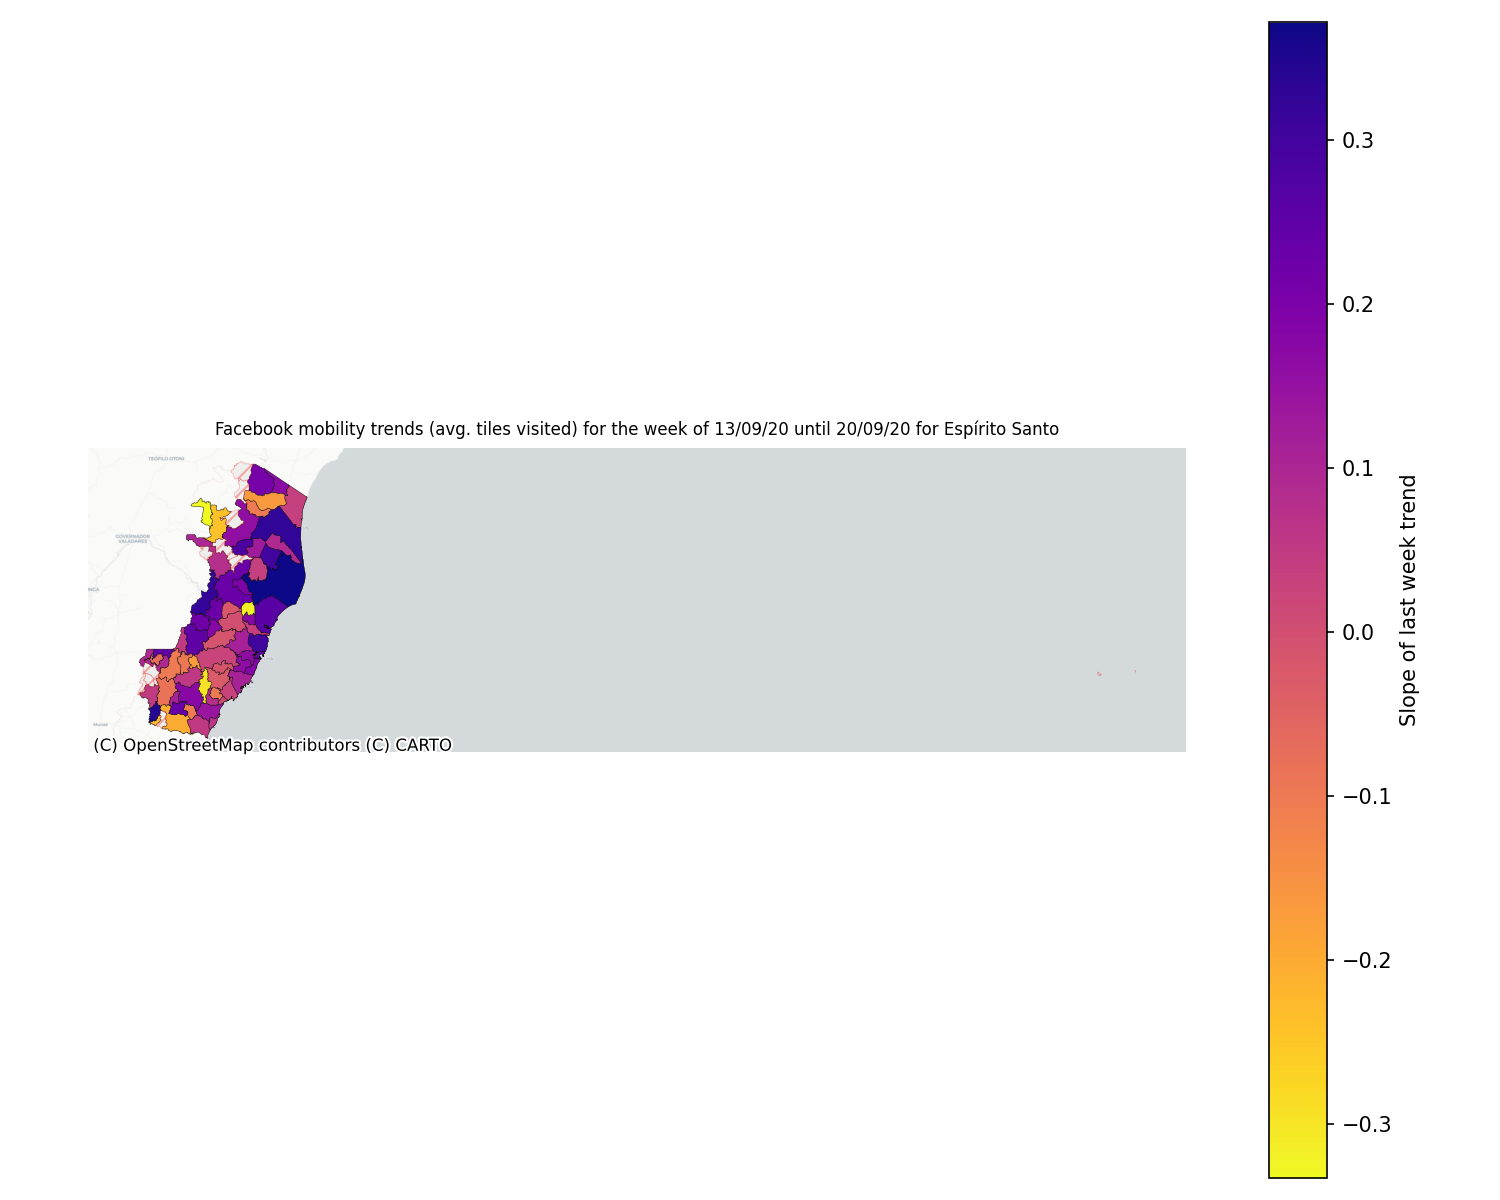 Facebook mobility trends (avg. tiles visited) for the week of 13/09/20 until 20/09/20 for Espírito Santo
TEÓFILO OTONI
GOVERNADOR
VALADARES
(C) OpenStreetMap contributors (C) CARTO
0.3
0.2
0.1
0.0
−0.1
−0.2
−0.3
Slope of last week trend